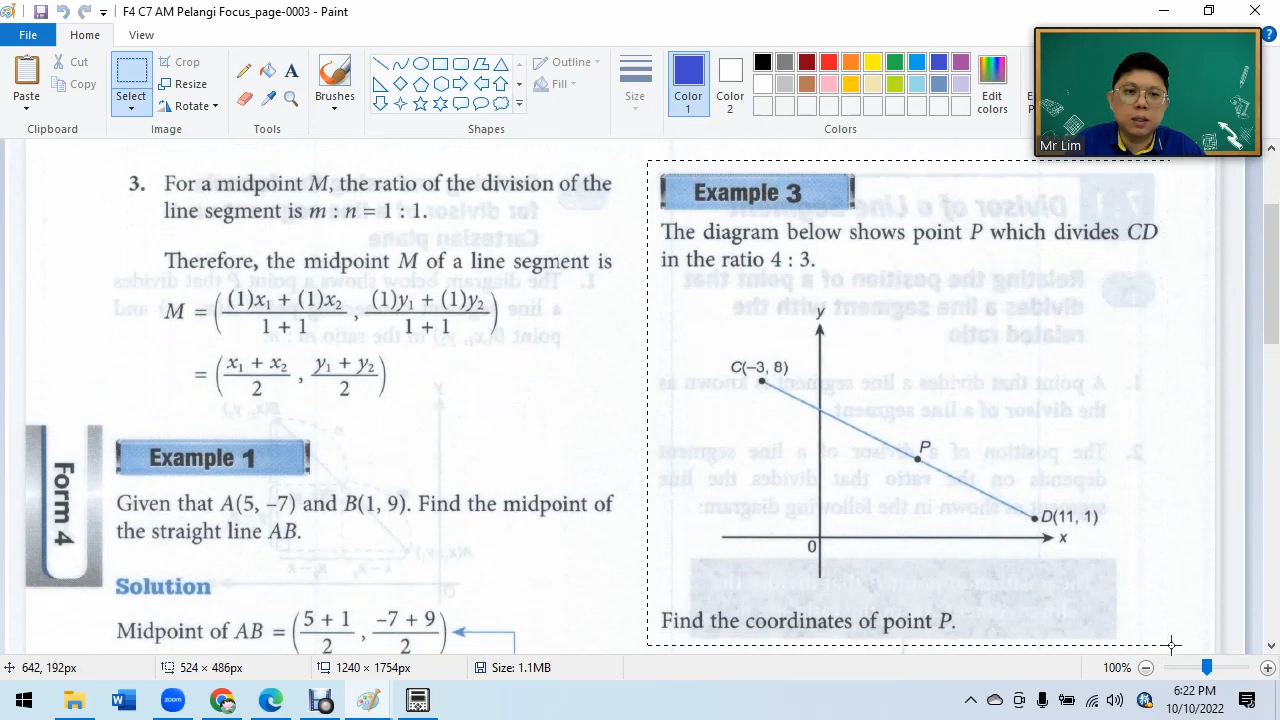 F4 C7 AM Pelangi Focus_page-0003 - Paint
File
Home
View
Paste
Cut
Copy
Clipboard
Select
Crop
Resize
Rotate
Image
Tools
Brushes
Shapes
Outline
Fill
Size
Color 1
Color 2
Colors
Edit colors
Mr Lim
3. For a midpoint M, the ratio of the division of the
line segment is m : n = 1 : 1.
Therefore, the midpoint M of a line segment is
M = ( (1)x₁ + (1)x₂ / 1 + 1 , (1)y₁ + (1)y₂ / 1 + 1 )
= ( x₁ + x₂ / 2 , y₁ + y₂ / 2 )
Form 4
Example 1
Given that A(5, –7) and B(1, 9). Find the midpoint of
the straight line AB.
Solution
Midpoint of AB = ( 5 + 1 / 2 , –7 + 9 / 2 )
Example 3
The diagram below shows point P which divides CD
in the ratio 4 : 3.
y
C(–3, 8)
P
D(11, 1)
0
x
Find the coordinates of point P.
642, 192px
524 × 486px
1240 × 1754px
Size: 1.1MB
100%
zoom
6:22 PM
10/10/2022